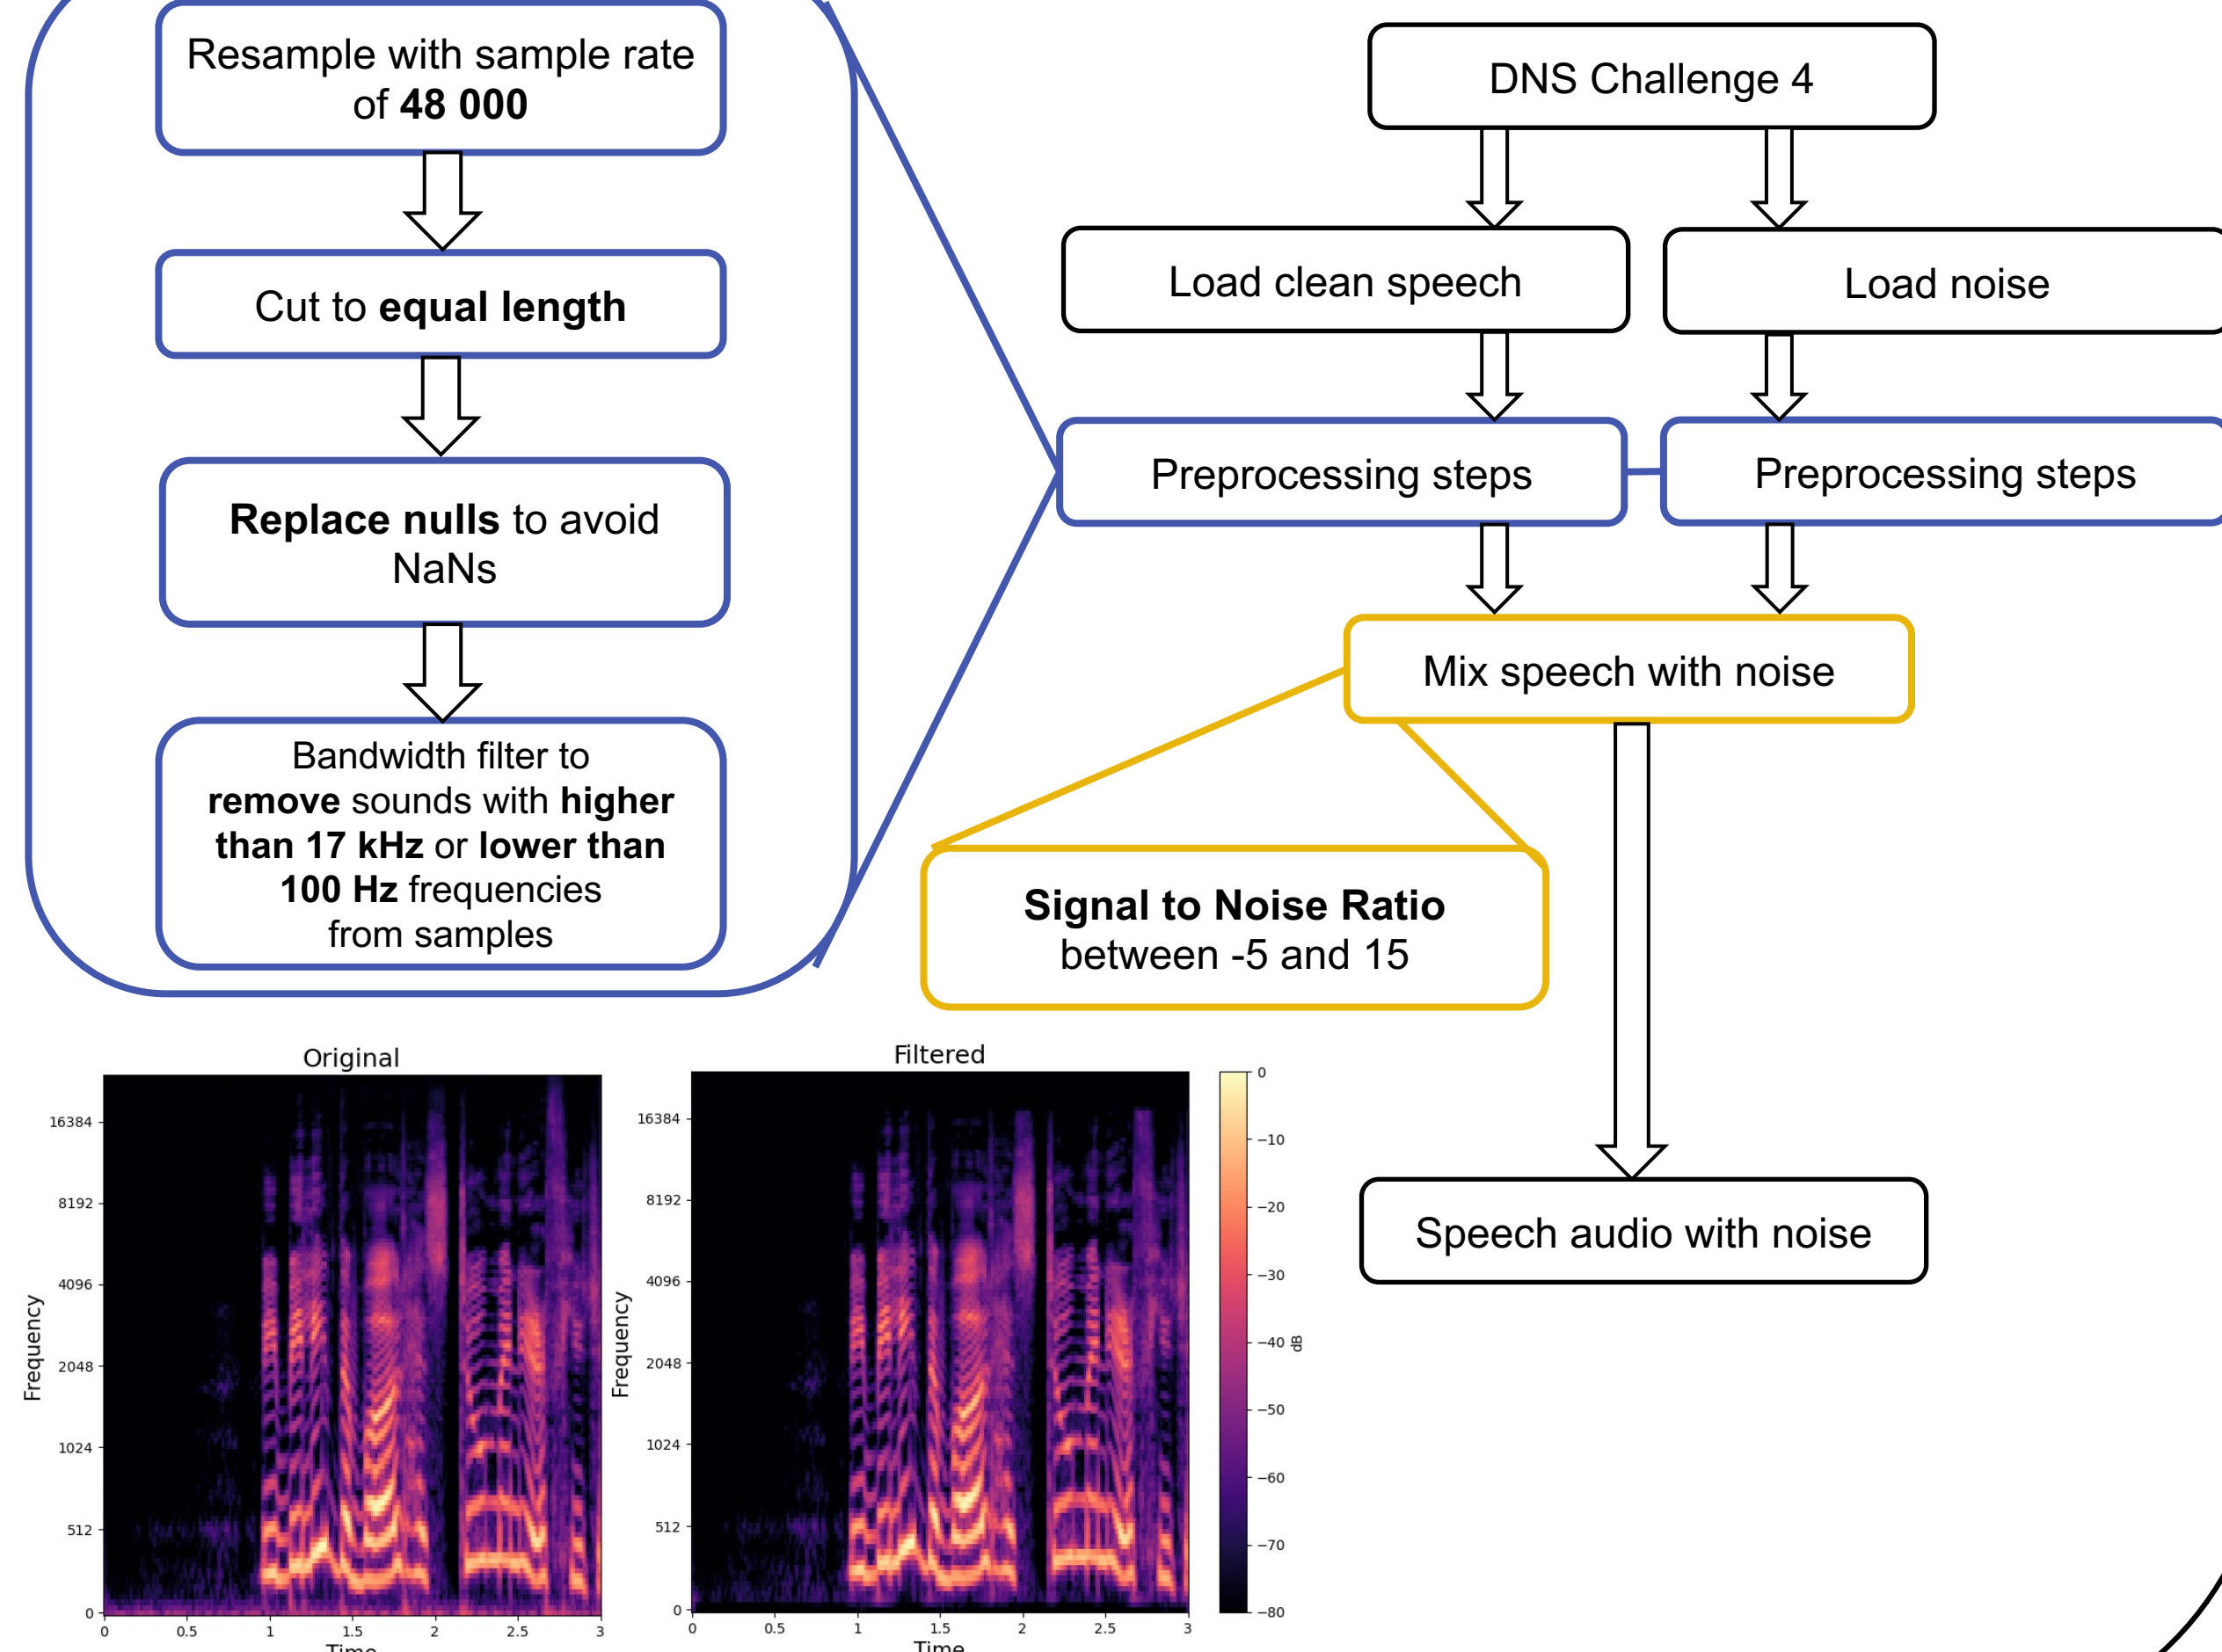 Resample with sample rate
of 48 000
Cut to equal length
Replace nulls to avoid
NaNs
Bandwidth filter to
remove sounds with higher
than 17 kHz or lower than
100 Hz frequencies
from samples
DNS Challenge 4
Load clean speech
Load noise
Preprocessing steps
Preprocessing steps
Mix speech with noise
Signal to Noise Ratio
between -5 and 15
Speech audio with noise
Original
Frequency
16384
8192
4096
2048
1024
512
0
0 0.5 1 1.5 2 2.5 3
Time
Filtered
Frequency
16384
8192
4096
2048
1024
512
0
0 0.5 1 1.5 2 2.5 3
Time
0
−10
−20
−30
−40
−50
−60
−70
−80
dB